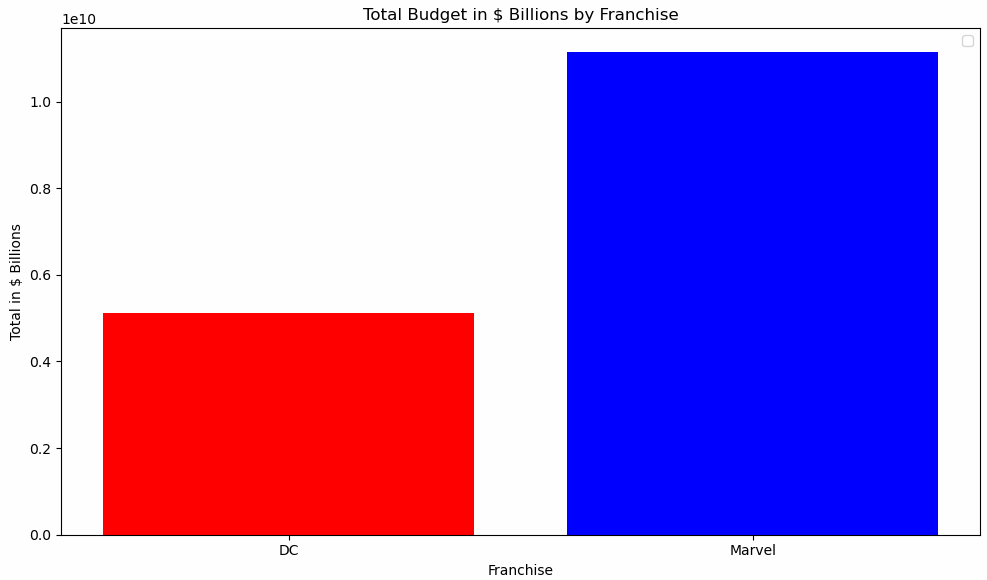 Total Budget in $ Billions by Franchise
1e10
1.0
0.8
0.6
0.4
0.2
0.0
Total in $ Billions
DC Marvel
Franchise